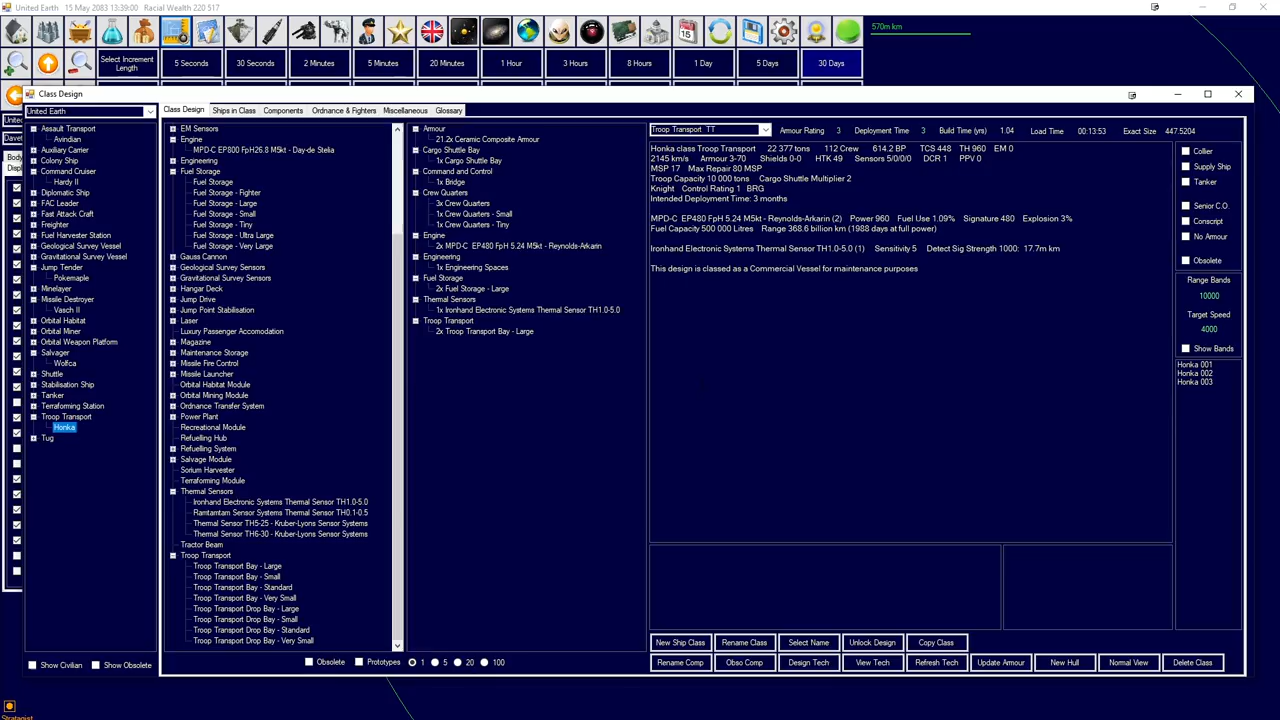 United Earth    15 May 2083 13:39:00    Racial Wealth 220 517
570m km
Select Increment Length
5 Seconds
30 Seconds
2 Minutes
5 Minutes
20 Minutes
1 Hour
3 Hours
8 Hours
1 Day
5 Days
30 Days
Class Design
United Earth
Assault Transport
Avindian
Auxiliary Carrier
Colony Ship
Command Cruiser
Hardy II
Diplomatic Ship
FAC Leader
Fast Attack Craft
Freighter
Fuel Harvester Station
Geological Survey Vessel
Gravitational Survey Vessel
Jump Tender
Pokemaple
Minelayer
Missile Destroyer
Vasch II
Orbital Habitat
Orbital Miner
Orbital Weapon Platform
Salvager
Wolfca
Shuttle
Stabilisation Ship
Tanker
Terraforming Station
Troop Transport
Honka
Tug
Show Civilian
Show Obsolete
Class Design
Ships in Class
Components
Ordnance & Fighters
Miscellaneous
Glossary
EM Sensors
Engine
MPD-C EP800 FpH26.8 M5kt - Day-de Stelia
Engineering
Fuel Storage
Fuel Storage
Fuel Storage - Fighter
Fuel Storage - Large
Fuel Storage - Small
Fuel Storage - Tiny
Fuel Storage - Ultra Large
Fuel Storage - Very Large
Gauss Cannon
Geological Survey Sensors
Gravitational Survey Sensors
Hangar Deck
Jump Drive
Jump Point Stabilisation
Laser
Luxury Passenger Accomodation
Magazine
Maintenance Storage
Missile Fire Control
Missile Launcher
Orbital Habitat Module
Orbital Mining Module
Ordnance Transfer System
Power Plant
Recreational Module
Refuelling Hub
Refuelling System
Salvage Module
Sorium Harvester
Terraforming Module
Thermal Sensors
Ironhand Electronic Systems Thermal Sensor TH1.0-5.0
Ramtamtam Sensor Systems Thermal Sensor TH0.1-0.5
Thermal Sensor TH5-25 - Kruber-Lyons Sensor Systems
Thermal Sensor TH6-30 - Kruber-Lyons Sensor Systems
Tractor Beam
Troop Transport
Troop Transport Bay - Large
Troop Transport Bay - Small
Troop Transport Bay - Standard
Troop Transport Bay - Very Small
Troop Transport Drop Bay - Large
Troop Transport Drop Bay - Small
Troop Transport Drop Bay - Standard
Troop Transport Drop Bay - Very Small
Obsolete
Prototypes
1
5
20
100
Armour
21.2x Ceramic Composite Armour
Cargo Shuttle Bay
1x Cargo Shuttle Bay
Command and Control
1x Bridge
Crew Quarters
3x Crew Quarters
1x Crew Quarters - Small
1x Crew Quarters - Tiny
Engine
2x MPD-C EP480 FpH 5.24 M5kt - Reynolds-Arkarin
Engineering
1x Engineering Spaces
Fuel Storage
2x Fuel Storage - Large
Thermal Sensors
1x Ironhand Electronic Systems Thermal Sensor TH1.0-5.0
Troop Transport
2x Troop Transport Bay - Large
Troop Transport TT
Armour Rating 3
Deployment Time 3
Build Time (yrs) 1.04
Load Time 00:13:53
Exact Size 447.5204
Honka class Troop Transport    22 377 tons    112 Crew    614.2 BP    TCS 448    TH 960    EM 0
2145 km/s    Armour 3-70    Shields 0-0    HTK 49    Sensors 5/0/0/0    DCR 1    PPV 0
MSP 17    Max Repair 80 MSP
Troop Capacity 10 000 tons    Cargo Shuttle Multiplier 2
Knight    Control Rating 1    BRG
Intended Deployment Time: 3 months
MPD-C EP480 FpH 5.24 M5kt - Reynolds-Arkarin (2)    Power 960    Fuel Use 1.09%    Signature 480    Explosion 3%
Fuel Capacity 500 000 Litres    Range 368.6 billion km (1988 days at full power)
Ironhand Electronic Systems Thermal Sensor TH1.0-5.0 (1)    Sensitivity 5    Detect Sig Strength 1000: 17.7m km
This design is classed as a Commercial Vessel for maintenance purposes
Collier
Supply Ship
Tanker
Senior C.O.
Conscript
No Armour
Obsolete
Range Bands
10000
Target Speed
4000
Show Bands
Honka 001
Honka 002
Honka 003
New Ship Class
Rename Class
Select Name
Unlock Design
Copy Class
Rename Comp
Obso Comp
Design Tech
View Tech
Refresh Tech
Update Armour
New Hull
Normal View
Delete Class